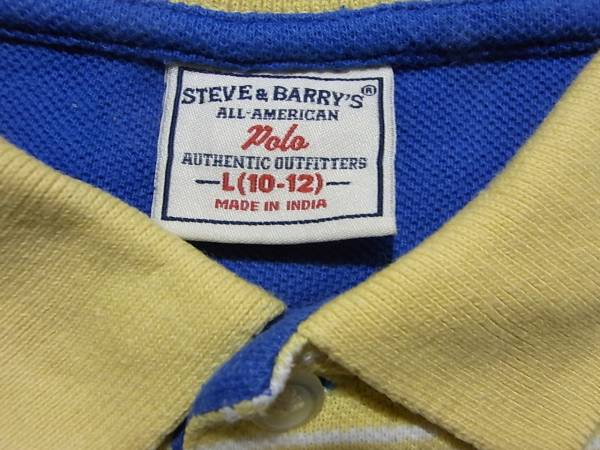 STEVE & BARRY'S®
ALL-AMERICAN
Polo
AUTHENTIC OUTFITTERS
L(10-12)
MADE IN INDIA